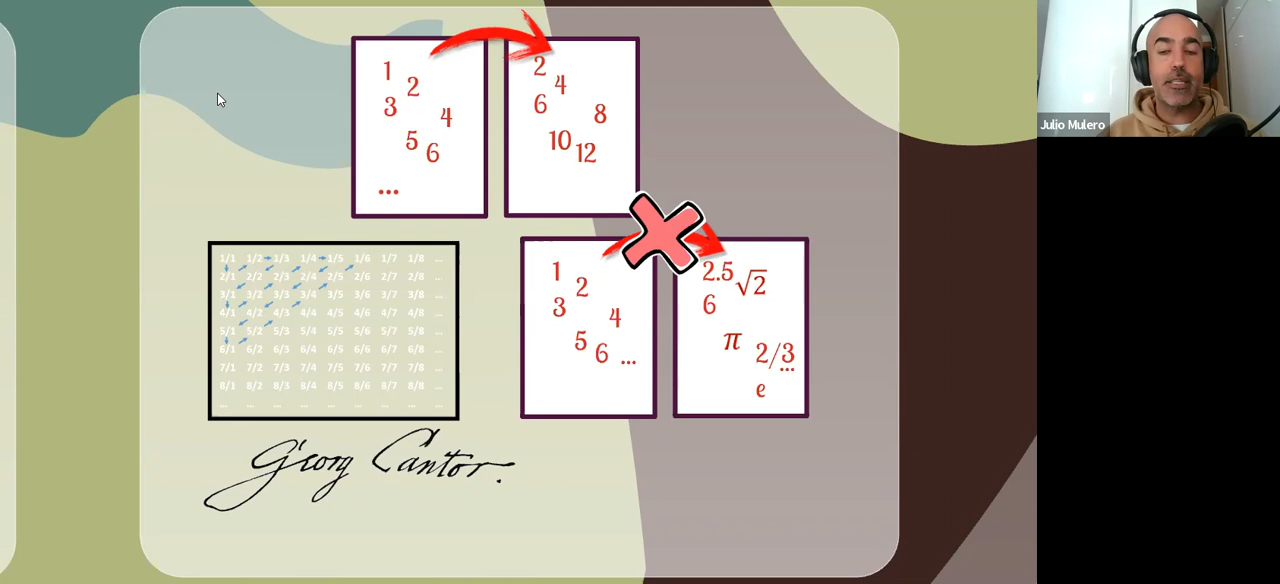 1
2
3
4
5
6
...
2
4
6
8
10
12
1/1 1/2 1/3 1/4 1/5 1/6 1/7 1/8 ...
2/1 2/2 2/3 2/4 2/5 2/6 2/7 2/8 ...
3/1 3/2 3/3 3/4 3/5 3/6 3/7 3/8 ...
4/1 4/2 4/3 4/4 4/5 4/6 4/7 4/8 ...
5/1 5/2 5/3 5/4 5/5 5/6 5/7 5/8 ...
6/1 6/2 6/3 6/4 6/5 6/6 6/7 6/8 ...
7/1 7/2 7/3 7/4 7/5 7/6 7/7 7/8 ...
8/1 8/2 8/3 8/4 8/5 8/6 8/7 8/8 ...
... ... ... ... ... ... ... ... ...
1
2
3
4
5
6 ...
2.5 √2
6
π
2/3
...
e
Georg Cantor.
Julio Mulero